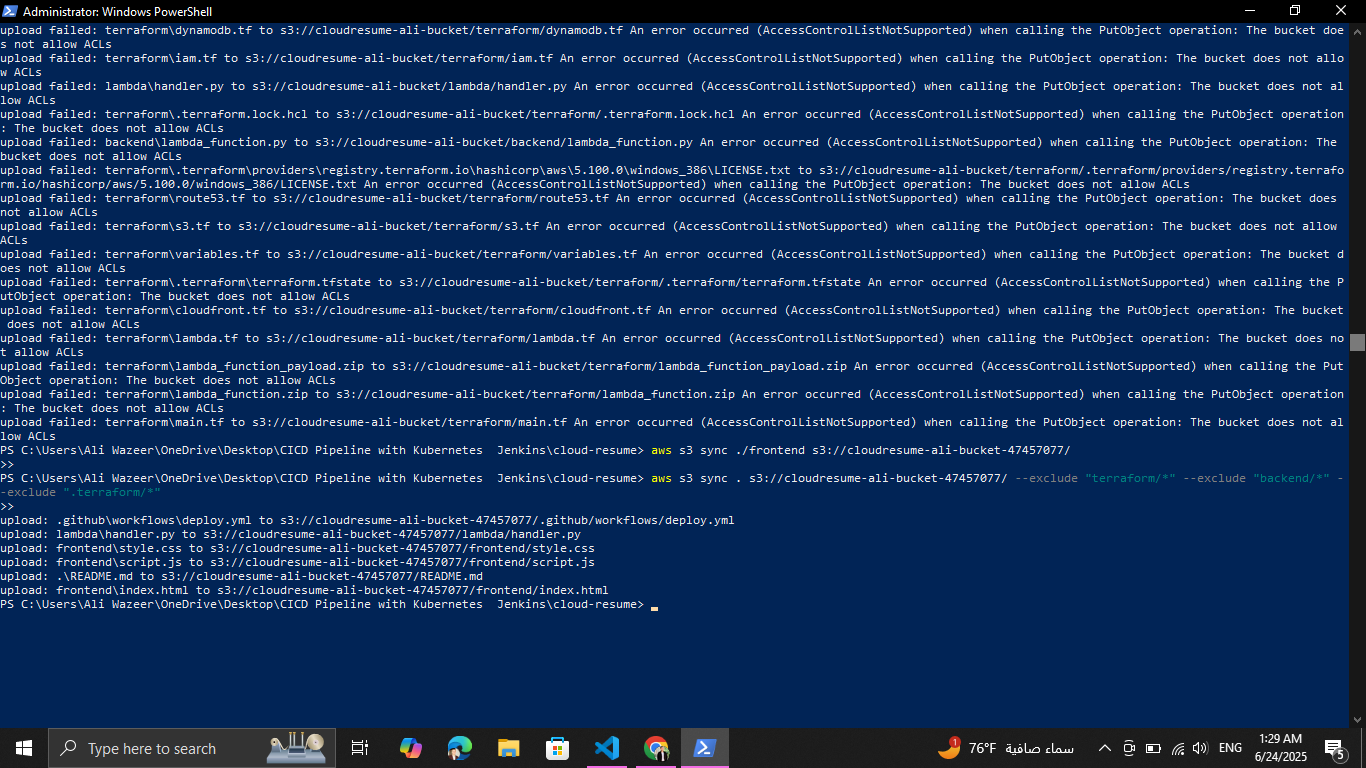 Administrator: Windows PowerShell
upload failed: terraform\dynamodb.tf to s3://cloudresume-ali-bucket/terraform/dynamodb.tf An error occurred (AccessControlListNotSupported) when calling the PutObject operation: The bucket doe
s not allow ACLs
upload failed: terraform\iam.tf to s3://cloudresume-ali-bucket/terraform/iam.tf An error occurred (AccessControlListNotSupported) when calling the PutObject operation: The bucket does not allo
w ACLs
upload failed: lambda\handler.py to s3://cloudresume-ali-bucket/lambda/handler.py An error occurred (AccessControlListNotSupported) when calling the PutObject operation: The bucket does not al
low ACLs
upload failed: terraform\.terraform.lock.hcl to s3://cloudresume-ali-bucket/terraform/.terraform.lock.hcl An error occurred (AccessControlListNotSupported) when calling the PutObject operation
: The bucket does not allow ACLs
upload failed: backend\lambda_function.py to s3://cloudresume-ali-bucket/backend/lambda_function.py An error occurred (AccessControlListNotSupported) when calling the PutObject operation: The
bucket does not allow ACLs
upload failed: terraform\.terraform\providers\registry.terraform.io\hashicorp\aws\5.100.0\windows_386\LICENSE.txt to s3://cloudresume-ali-bucket/terraform/.terraform/providers/registry.terrafo
rm.io/hashicorp/aws/5.100.0/windows_386/LICENSE.txt An error occurred (AccessControlListNotSupported) when calling the PutObject operation: The bucket does not allow ACLs
upload failed: terraform\route53.tf to s3://cloudresume-ali-bucket/terraform/route53.tf An error occurred (AccessControlListNotSupported) when calling the PutObject operation: The bucket does
not allow ACLs
upload failed: terraform\s3.tf to s3://cloudresume-ali-bucket/terraform/s3.tf An error occurred (AccessControlListNotSupported) when calling the PutObject operation: The bucket does not allow
ACLs
upload failed: terraform\variables.tf to s3://cloudresume-ali-bucket/terraform/variables.tf An error occurred (AccessControlListNotSupported) when calling the PutObject operation: The bucket d
oes not allow ACLs
upload failed: terraform\.terraform\terraform.tfstate to s3://cloudresume-ali-bucket/terraform/.terraform/terraform.tfstate An error occurred (AccessControlListNotSupported) when calling the P
utObject operation: The bucket does not allow ACLs
upload failed: terraform\cloudfront.tf to s3://cloudresume-ali-bucket/terraform/cloudfront.tf An error occurred (AccessControlListNotSupported) when calling the PutObject operation: The bucket
does not allow ACLs
upload failed: terraform\lambda.tf to s3://cloudresume-ali-bucket/terraform/lambda.tf An error occurred (AccessControlListNotSupported) when calling the PutObject operation: The bucket does no
t allow ACLs
upload failed: terraform\lambda_function_payload.zip to s3://cloudresume-ali-bucket/terraform/lambda_function_payload.zip An error occurred (AccessControlListNotSupported) when calling the Put
Object operation: The bucket does not allow ACLs
upload failed: terraform\lambda_function.zip to s3://cloudresume-ali-bucket/terraform/lambda_function.zip An error occurred (AccessControlListNotSupported) when calling the PutObject operation
: The bucket does not allow ACLs
upload failed: terraform\main.tf to s3://cloudresume-ali-bucket/terraform/main.tf An error occurred (AccessControlListNotSupported) when calling the PutObject operation: The bucket does not al
low ACLs
PS C:\Users\Ali Wazeer\OneDrive\Desktop\CICD Pipeline with Kubernetes  Jenkins\cloud-resume> aws s3 sync ./frontend s3://cloudresume-ali-bucket-47457077/
>>
PS C:\Users\Ali Wazeer\OneDrive\Desktop\CICD Pipeline with Kubernetes  Jenkins\cloud-resume> aws s3 sync . s3://cloudresume-ali-bucket-47457077/ --exclude "terraform/*" --exclude "backend/*" -
-exclude ".terraform/*"
>>
upload: .github\workflows\deploy.yml to s3://cloudresume-ali-bucket-47457077/.github/workflows/deploy.yml
upload: lambda\handler.py to s3://cloudresume-ali-bucket-47457077/lambda/handler.py
upload: frontend\style.css to s3://cloudresume-ali-bucket-47457077/frontend/style.css
upload: frontend\script.js to s3://cloudresume-ali-bucket-47457077/frontend/script.js
upload: .\README.md to s3://cloudresume-ali-bucket-47457077/README.md
upload: frontend\index.html to s3://cloudresume-ali-bucket-47457077/frontend/index.html
PS C:\Users\Ali Wazeer\OneDrive\Desktop\CICD Pipeline with Kubernetes  Jenkins\cloud-resume>
Type here to search
1
76°F سماء صافية
ENG
1:29 AM
6/24/2025
5